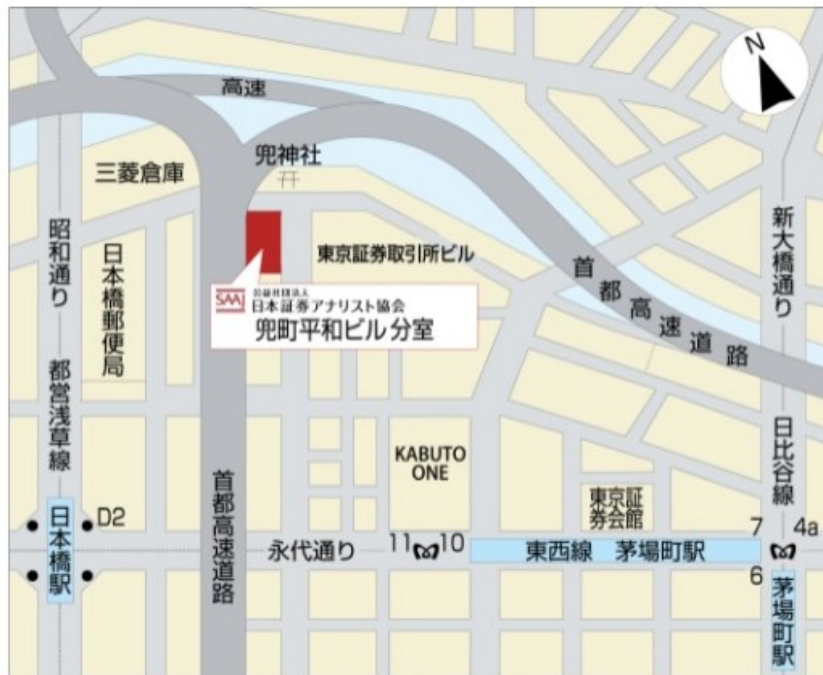 N
高速
兜神社
三菱倉庫
昭和通り
日本橋郵便局
東京証券取引所ビル
新大橋通り
首都高速道路
SAAJ
公益社団法人
日本証券アナリスト協会
兜町平和ビル分室
都営浅草線
KABUTO
ONE
日比谷線
首都高速道路
東京証
券会館
D2
日本橋駅
永代通り
11
10
東西線 茅場町駅
7
4a
6
茅場町駅